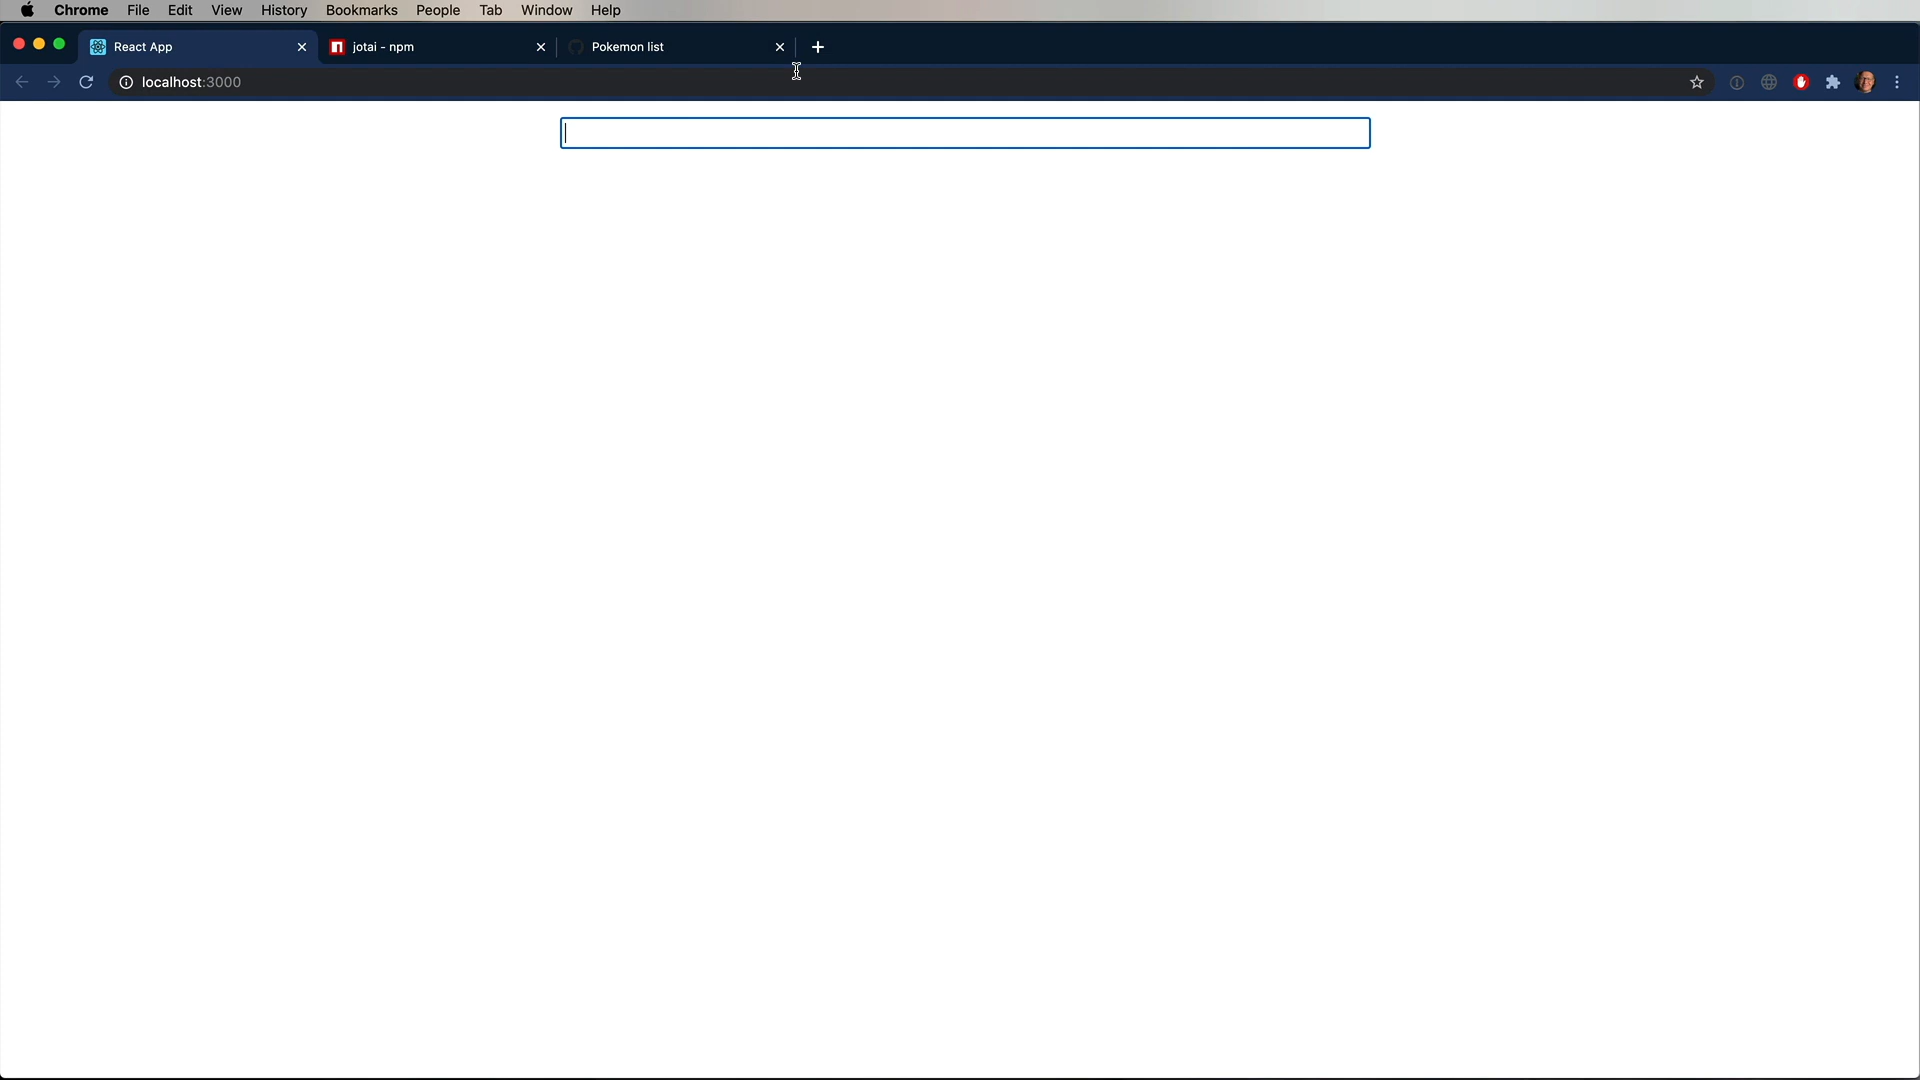 Chrome File Edit View History Bookmarks People Tab Window Help
React App jotai - npm Pokemon list
localhost:3000